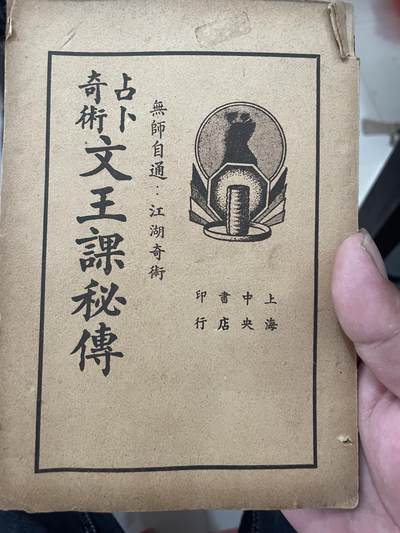 占卜
奇術
文王課秘傳
無師自通：江湖奇術
上海
中央
書店
印行